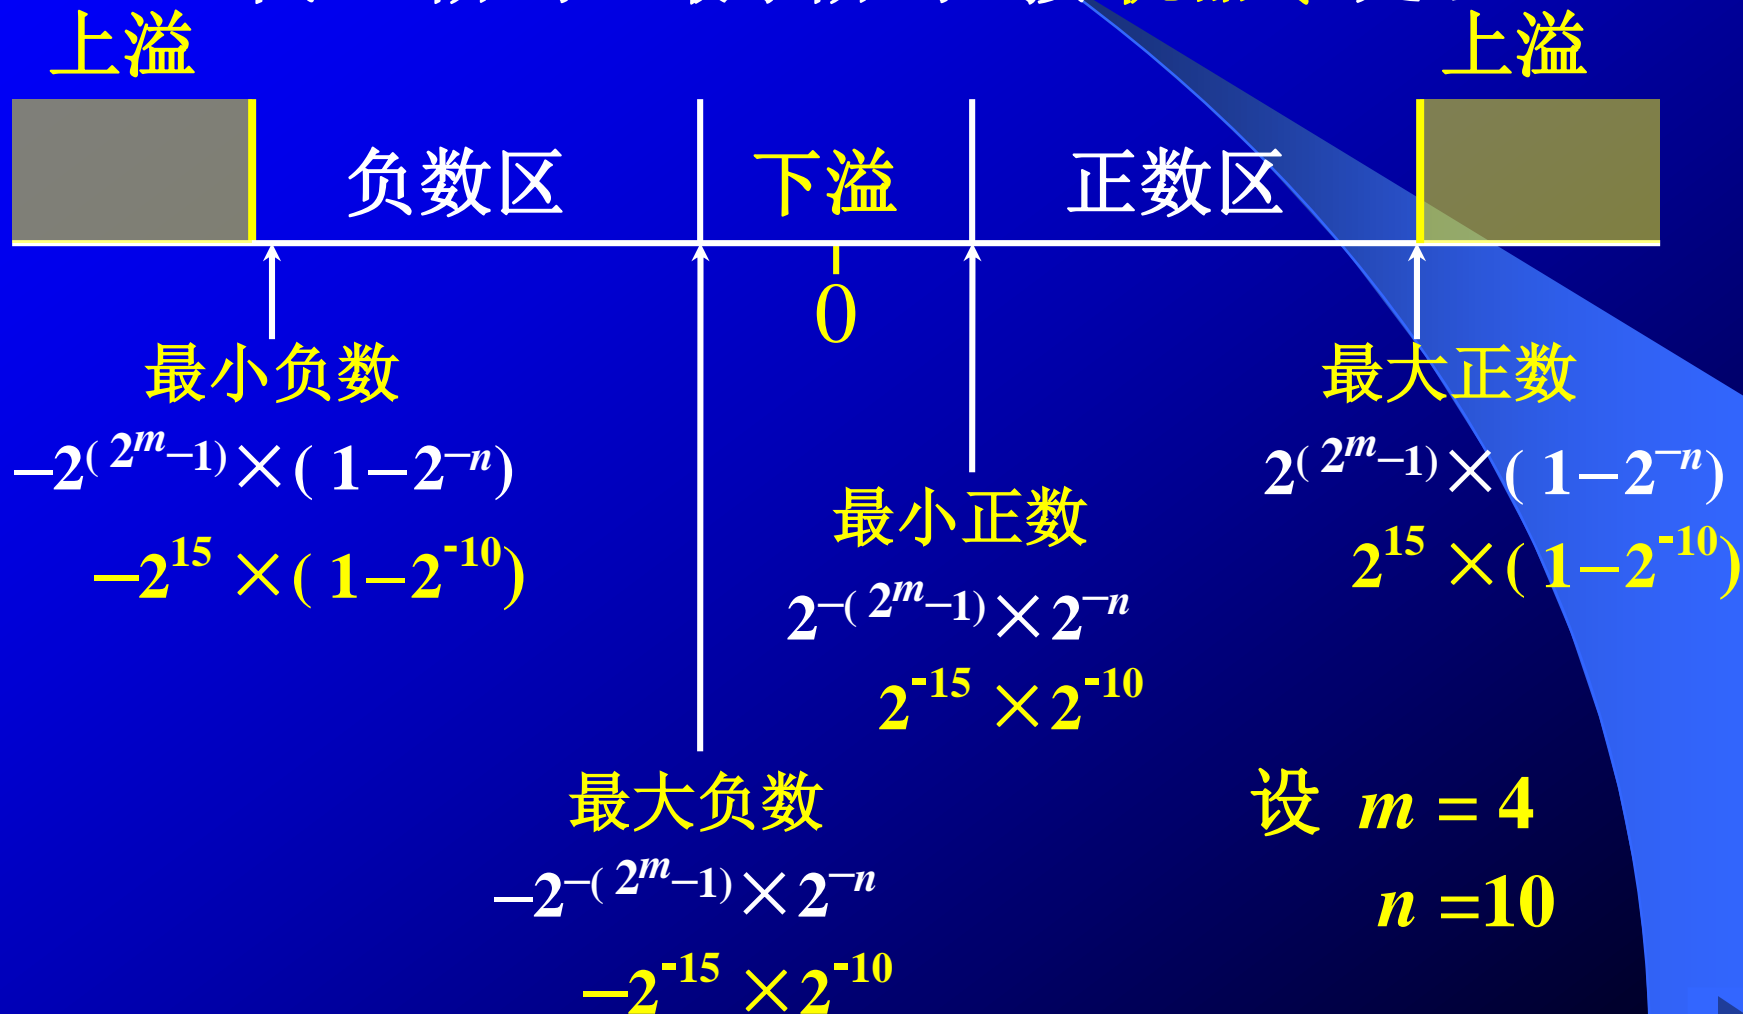 上溢 上溢
负数区 下溢 正数区
0
最小负数 最大正数
−2^(2^m−1)×(1−2^−n) 2^(2^m−1)×(1−2^−n)
−2^15 ×(1−2^-10) 2^15 ×(1−2^-10)
最小正数
2^−(2^m−1)×2^−n
2^-15 ×2^-10
最大负数
−2^−(2^m−1)×2^−n
−2^-15 ×2^-10
设 m = 4
n =10